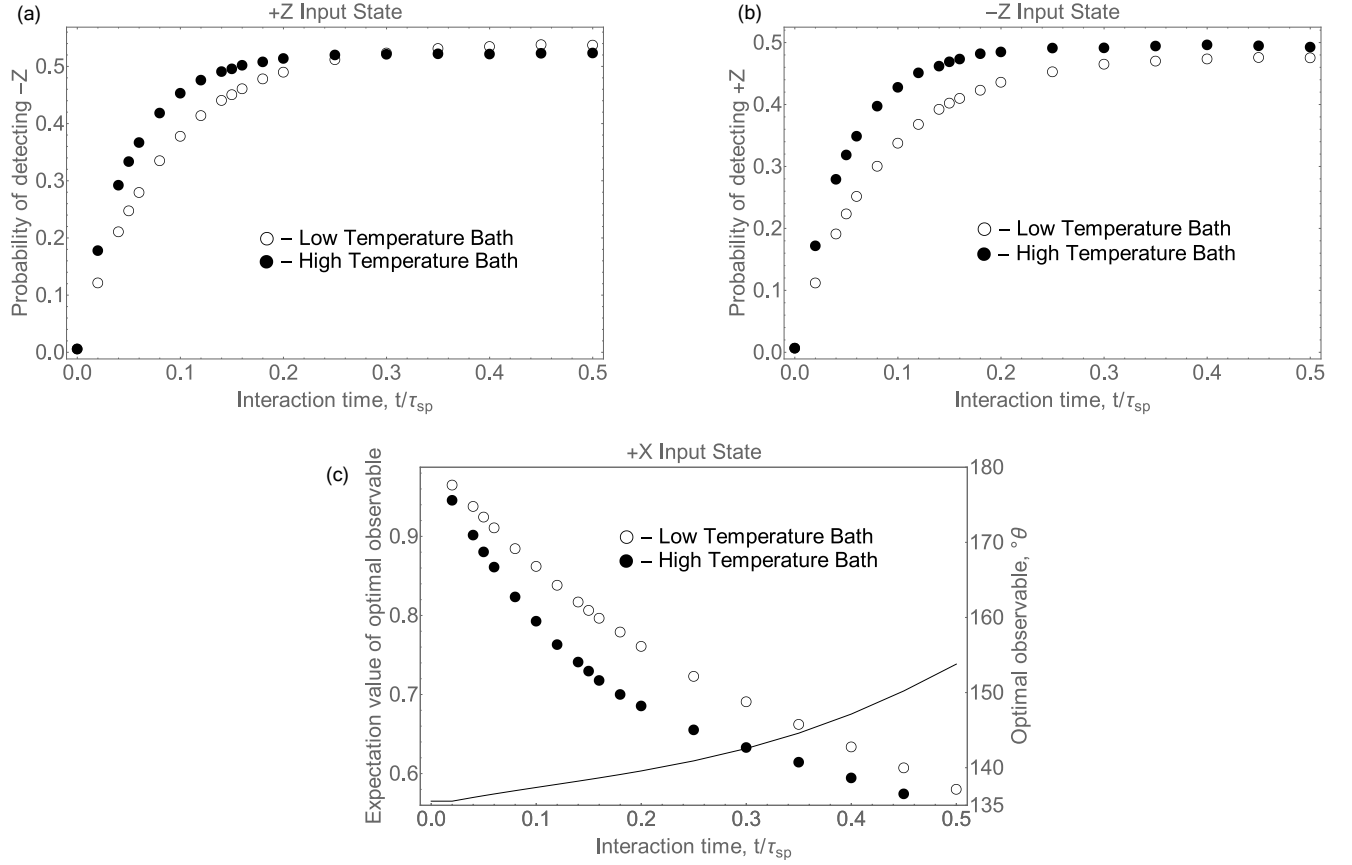 (a)
+Z Input State
Probability of detecting −Z
0.5
0.4
0.3
0.2
0.1
0.0
– Low Temperature Bath
– High Temperature Bath
0.0 0.1 0.2 0.3 0.4 0.5
Interaction time, t/τsp
(b)
−Z Input State
Probability of detecting +Z
0.5
0.4
0.3
0.2
0.1
0.0
– Low Temperature Bath
– High Temperature Bath
0.0 0.1 0.2 0.3 0.4 0.5
Interaction time, t/τsp
(c)
+X Input State
Expectation value of optimal observable
0.9
0.8
0.7
0.6
– Low Temperature Bath
– High Temperature Bath
180
170
160
150
140
135
Optimal observable, °θ
0.0 0.1 0.2 0.3 0.4 0.5
Interaction time, t/τsp